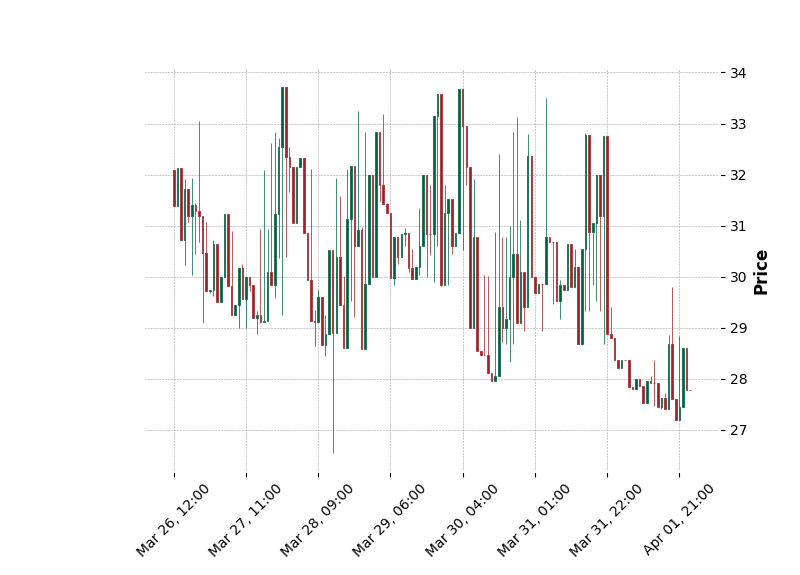 34
33
32
31
30
29
28
27
Price
Mar 26, 12:00
Mar 27, 11:00
Mar 28, 09:00
Mar 29, 06:00
Mar 30, 04:00
Mar 31, 01:00
Mar 31, 22:00
Apr 01, 21:00